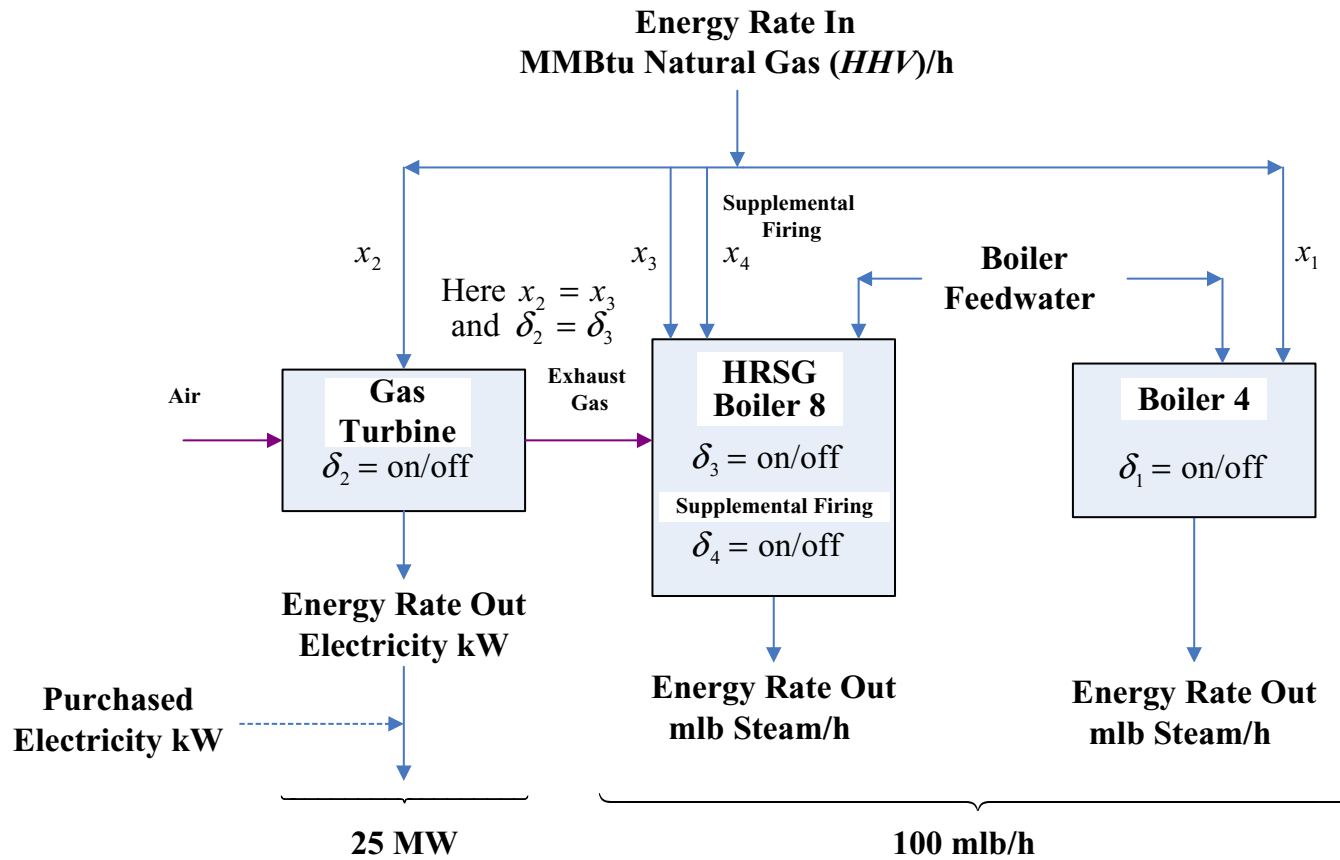 Energy Rate In
MMBtu Natural Gas (HHV)/h
Supplemental
Firing
x₂
x₃
x₄
x₁
Boiler
Feedwater
Here x₂ = x₃
and δ₂ = δ₃
Air
Gas
Turbine
δ₂ = on/off
Exhaust
Gas
HRSG
Boiler 8
δ₃ = on/off
Supplemental Firing
δ₄ = on/off
Boiler 4
δ₁ = on/off
Energy Rate Out
Electricity kW
Purchased
Electricity kW
Energy Rate Out
mlb Steam/h
Energy Rate Out
mlb Steam/h
25 MW
100 mlb/h